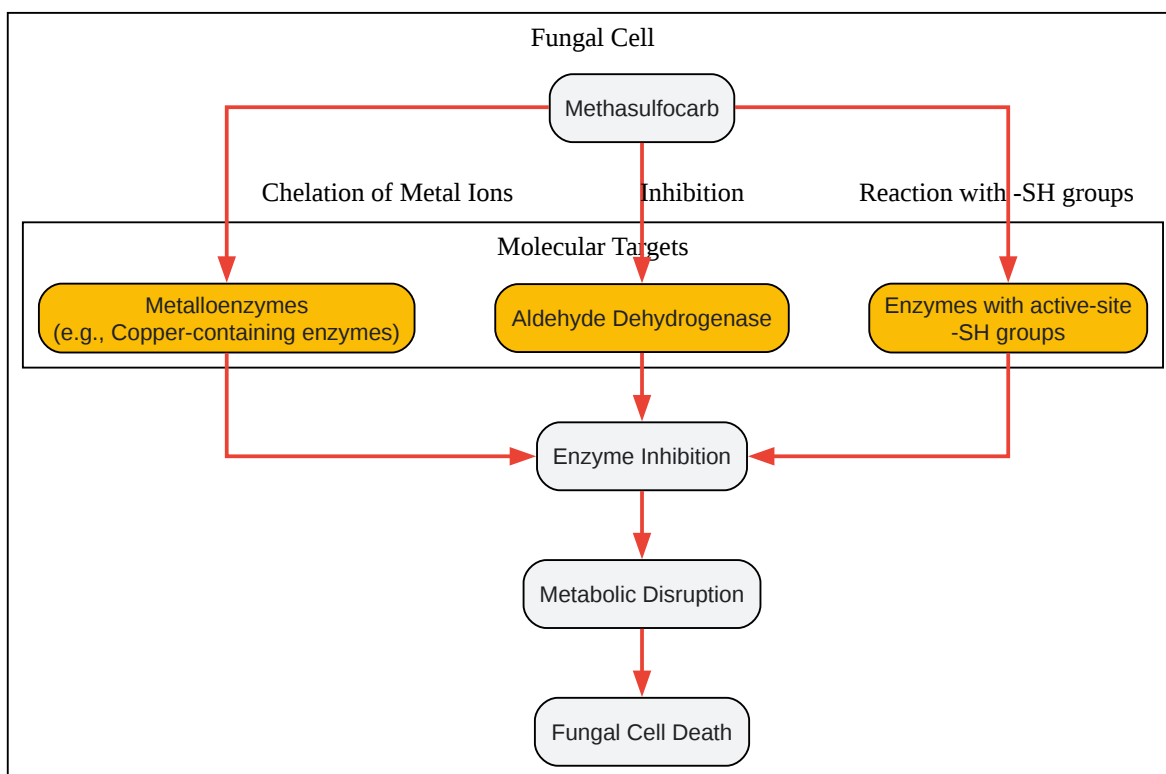 Fungal Cell
Methasulfocarb
Chelation of Metal Ions
Inhibition
Reaction with -SH groups
Molecular Targets
Metalloenzymes
(e.g., Copper-containing enzymes)
Aldehyde Dehydrogenase
Enzymes with active-site
-SH groups
Enzyme Inhibition
Metabolic Disruption
Fungal Cell Death